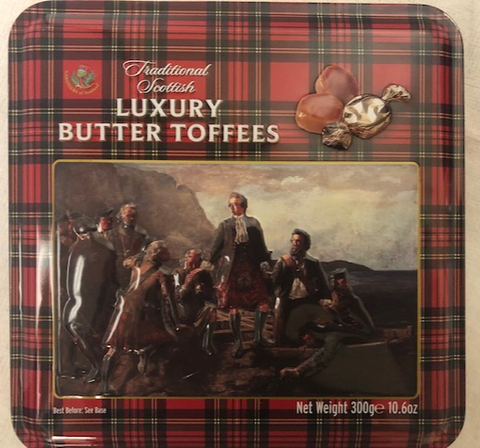 Traditional
Scottish
LUXURY
BUTTER TOFFEES
Best Before: See Base
Net Weight 300g℮ 10.6oz